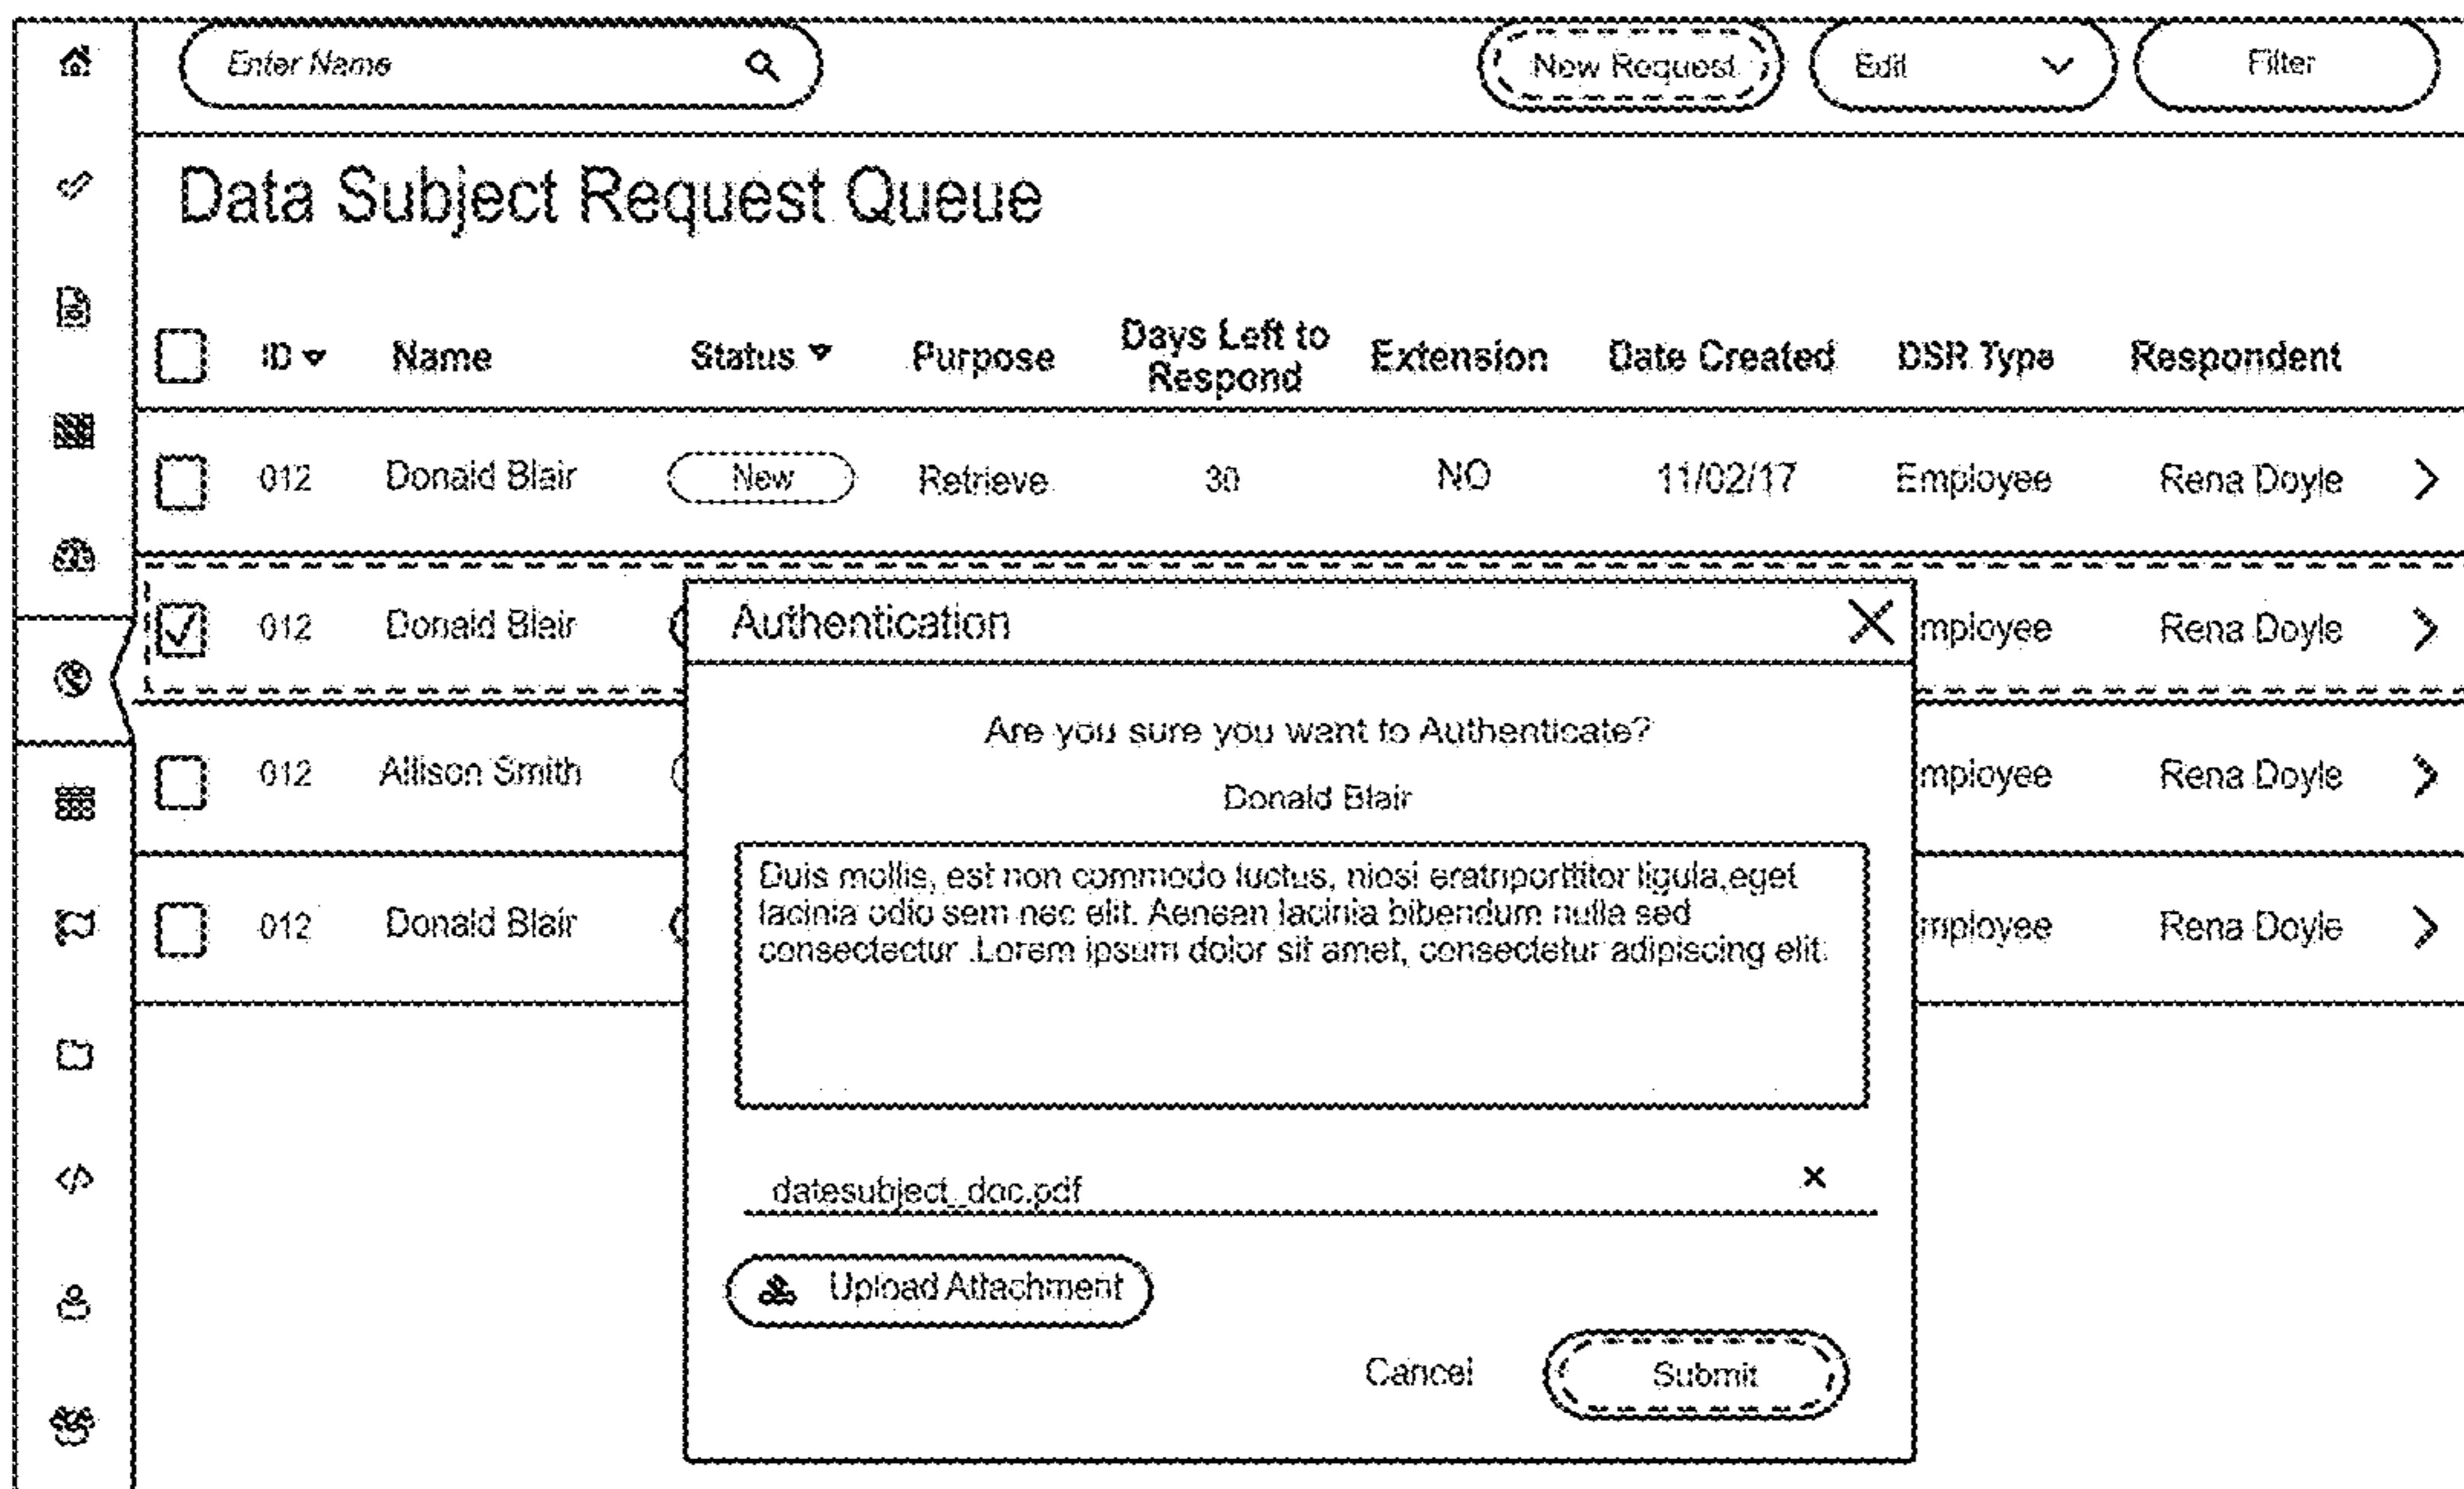 Enter Name
New Request
Edit
Filter
Data Subject Request Queue
ID Name Status Purpose Days Left to Respond Extension Date Created DSR Type Respondent
012 Donald Blair New Retrieve 30 NO 11/02/17 Employee Rena Doyle
012 Donald Blair mployee Rena Doyle
012 Allison Smith mployee Rena Doyle
012 Donald Blair mployee Rena Doyle
Authentication
Are you sure you want to Authenticate?
Donald Blair
Duis mollis, est non commodo luctus, niosi eratnporttitor ligula,eget
lacinia odio sem nec elit. Aenean lacinia bibendum nulla sed
consectectur .Lorem ipsum dolor sit amet, consectetur adipiscing elit.
datesubject_doc.pdf
Upload Attachment
Cancel
Submit